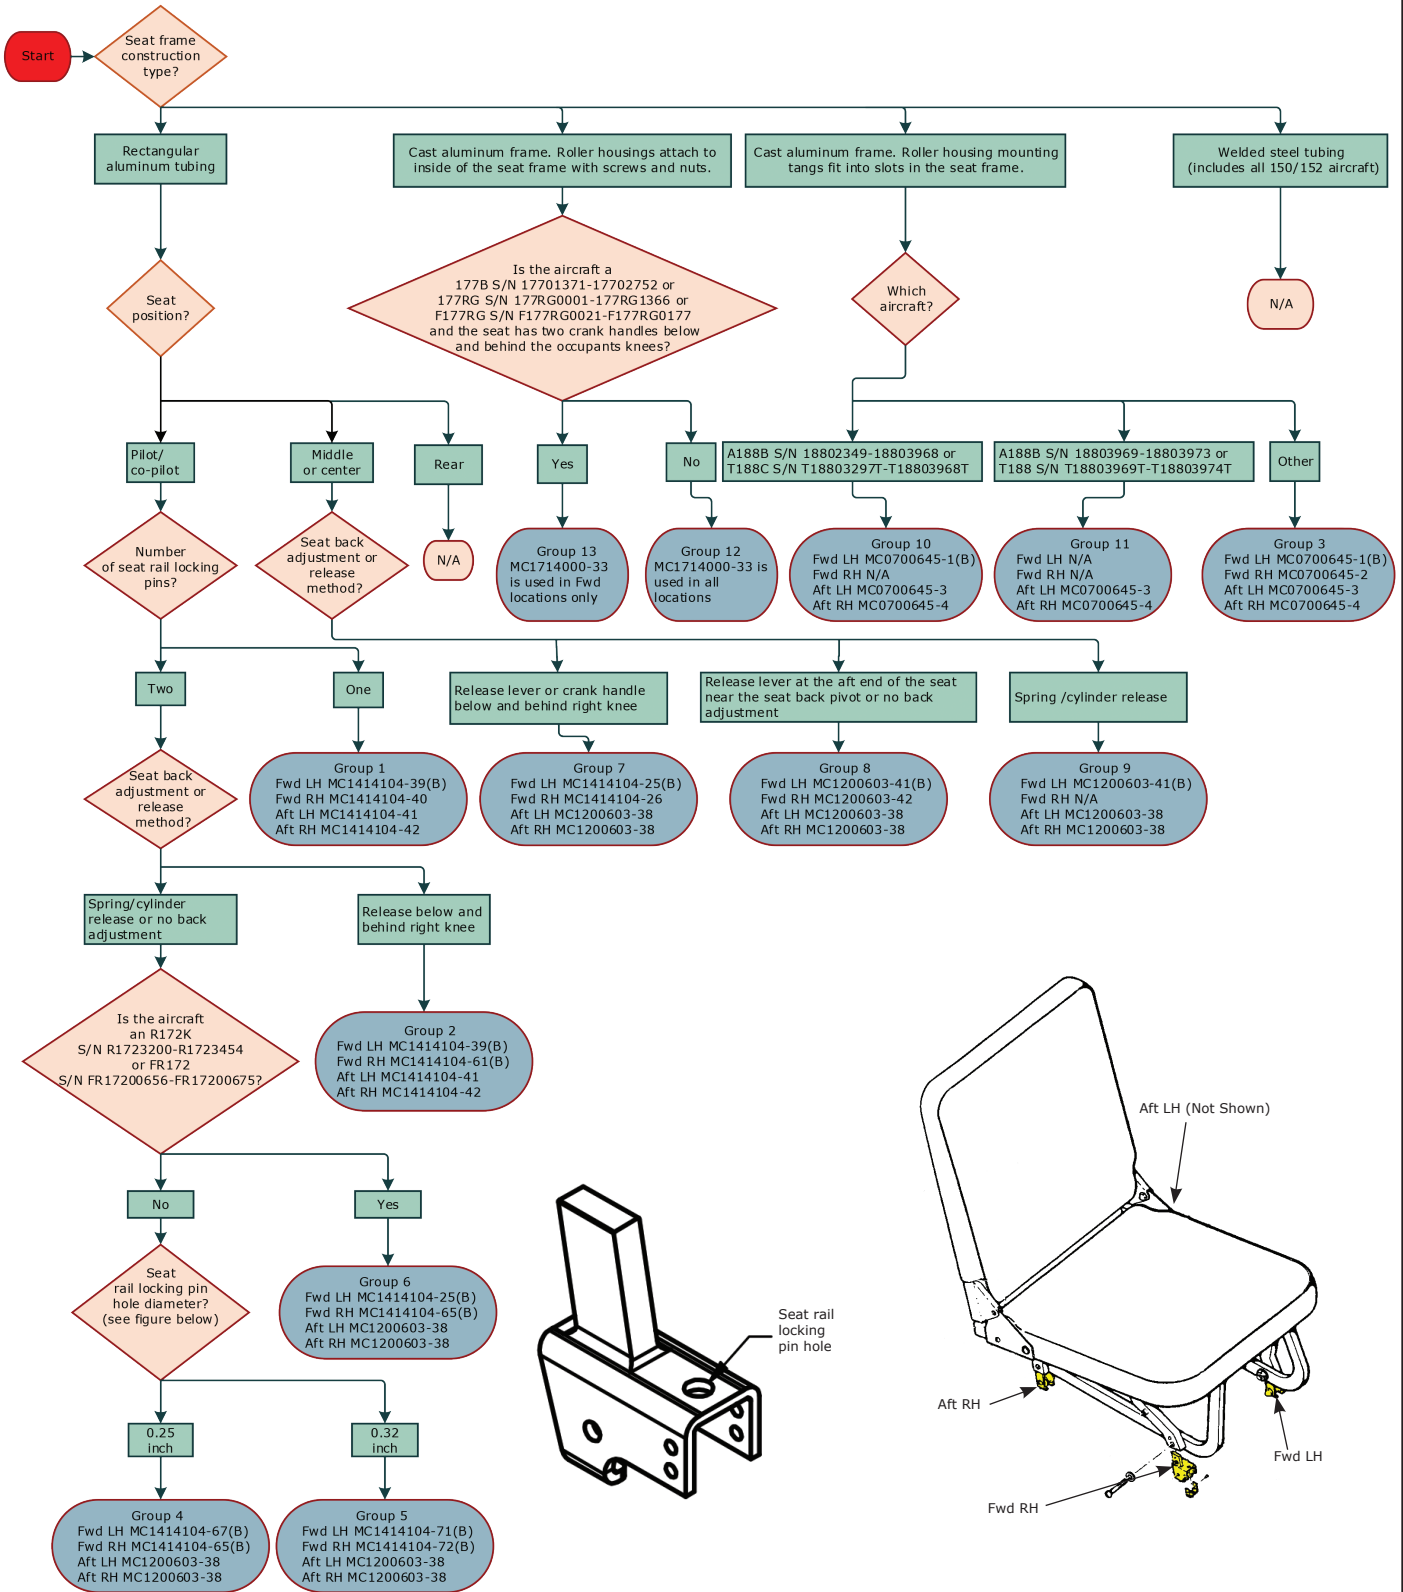 Start
Seat frame
construction
type?
Rectangular
aluminum tubing
Cast aluminum frame. Roller housings attach to
inside of the seat frame with screws and nuts.
Cast aluminum frame. Roller housing mounting
tangs fit into slots in the seat frame.
Welded steel tubing
(includes all 150/152 aircraft)
Seat
position?
Is the aircraft a
177B S/N 17701371-17702752 or
177RG S/N 177RG0001-177RG1366 or
F177RG S/N F177RG0021-F177RG0177
and the seat has two crank handles below
and behind the occupants knees?
Which
aircraft?
N/A
Pilot/
co-pilot
Middle
or center
Rear
Yes
No
A188B S/N 18802349-18803968 or
T188C S/N T18803297T-T18803968T
A188B S/N 18803969-18803973 or
T188 S/N T18803969T-T18803974T
Other
Number
of seat rail locking
pins?
Seat back
adjustment or
release
method?
N/A
Group 13
MC1714000-33
is used in Fwd
locations only
Group 12
MC1714000-33 is
used in all
locations
Group 10
Fwd LH MC0700645-1(B)
Fwd RH N/A
Aft LH MC0700645-3
Aft RH MC0700645-4
Group 11
Fwd LH N/A
Fwd RH N/A
Aft LH MC0700645-3
Aft RH MC0700645-4
Group 3
Fwd LH MC0700645-1(B)
Fwd RH MC0700645-2
Aft LH MC0700645-3
Aft RH MC0700645-4
Two
One
Release lever or crank handle
below and behind right knee
Release lever at the aft end of the seat
near the seat back pivot or no back
adjustment
Spring /cylinder release
Seat back
adjustment or
release
method?
Group 1
Fwd LH MC1414104-39(B)
Fwd RH MC1414104-40
Aft LH MC1414104-41
Aft RH MC1414104-42
Group 7
Fwd LH MC1414104-25(B)
Fwd RH MC1414104-26
Aft LH MC1200603-38
Aft RH MC1200603-38
Group 8
Fwd LH MC1200603-41(B)
Fwd RH MC1200603-42
Aft LH MC1200603-38
Aft RH MC1200603-38
Group 9
Fwd LH MC1200603-41(B)
Fwd RH N/A
Aft LH MC1200603-38
Aft RH MC1200603-38
Spring/cylinder
release or no back
adjustment
Release below and
behind right knee
Is the aircraft
an R172K
S/N R1723200-R1723454
or FR172
S/N FR17200656-FR17200675?
Group 2
Fwd LH MC1414104-39(B)
Fwd RH MC1414104-61(B)
Aft LH MC1414104-41
Aft RH MC1414104-42
Aft LH (Not Shown)
No
Yes
Seat
rail locking pin
hole diameter?
(see figure below)
Group 6
Fwd LH MC1414104-25(B)
Fwd RH MC1414104-65(B)
Aft LH MC1200603-38
Aft RH MC1200603-38
Seat rail
locking
pin hole
Aft RH
Fwd LH
Fwd RH
0.25
inch
0.32
inch
Group 4
Fwd LH MC1414104-67(B)
Fwd RH MC1414104-65(B)
Aft LH MC1200603-38
Aft RH MC1200603-38
Group 5
Fwd LH MC1414104-71(B)
Fwd RH MC1414104-72(B)
Aft LH MC1200603-38
Aft RH MC1200603-38